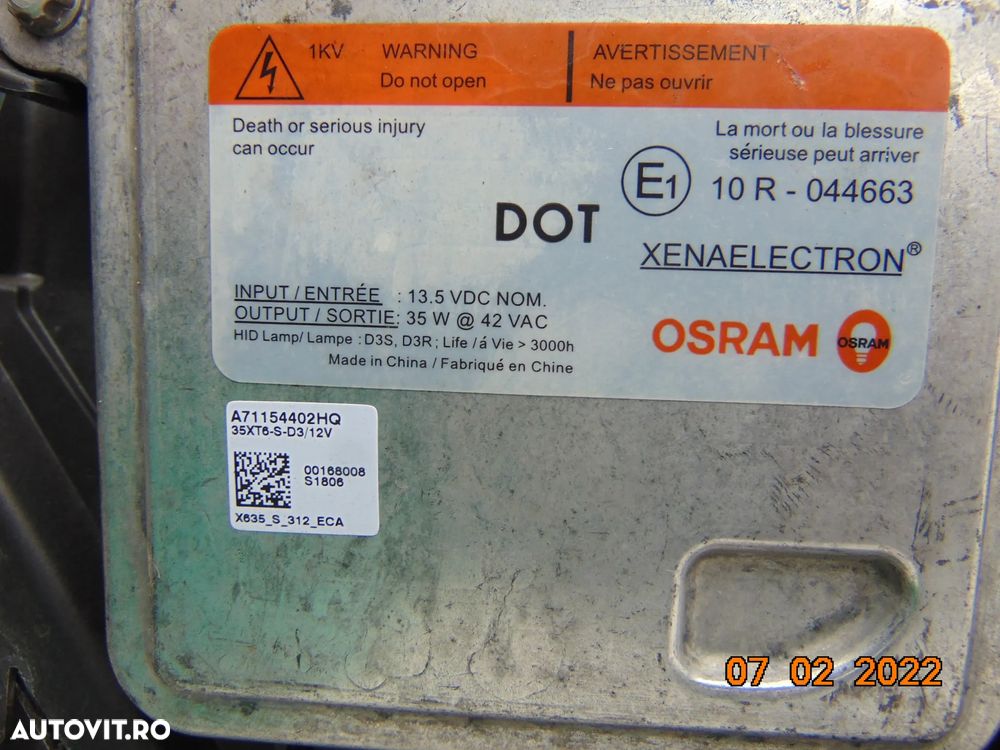 1KV WARNING AVERTISSEMENT
Do not open Ne pas ouvrir
Death or serious injury
can occur
La mort ou la blessure
sérieuse peut arriver
E1 10 R - 044663
DOT
XENAELECTRON®
INPUT / ENTRÉE : 13.5 VDC NOM.
OUTPUT / SORTIE: 35 W @ 42 VAC
HID Lamp/ Lampe : D3S, D3R; Life / á Vie > 3000h
Made in China / Fabriqué en Chine
OSRAM OSRAM
A71154402HQ
35XT6-S-D3/12V
00168008
S1806
X635_S_312_ECA
07 02 2022
AUTOVIT.RO